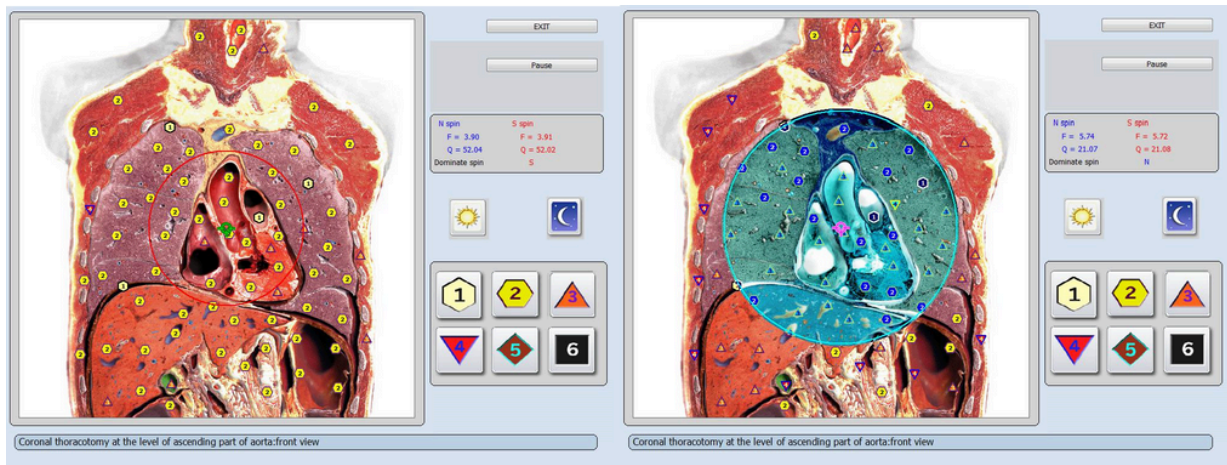 EXIT
Pause
N spin S spin
F = 3.90 F = 3.91
Q = 52.04 Q = 52.02
Dominate spin S
1 2 3
4 5 6
Coronal thoracotomy at the level of ascending part of aorta:front view
EXIT
Pause
N spin S spin
F = 5.74 F = 5.72
Q = 21.07 Q = 21.08
Dominate spin N
1 2 3
4 5 6
Coronal thoracotomy at the level of ascending part of aorta:front view